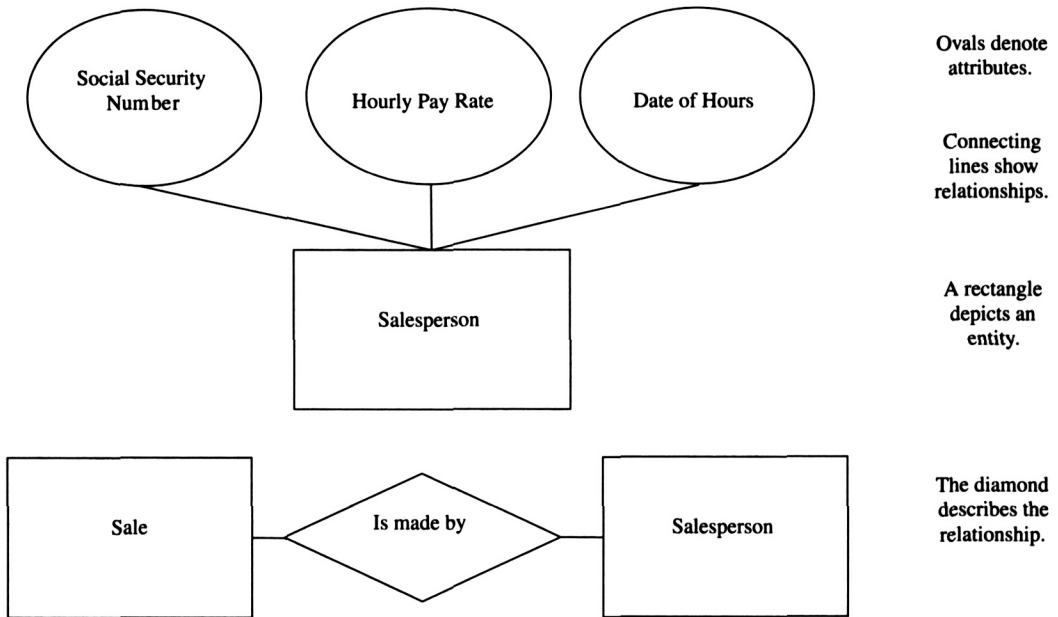 Social Security
Number
Hourly Pay Rate
Date of Hours
Ovals denote
attributes.
Connecting
lines show
relationships.
Salesperson
A rectangle
depicts an
entity.
Sale
Is made by
Salesperson
The diamond
describes the
relationship.